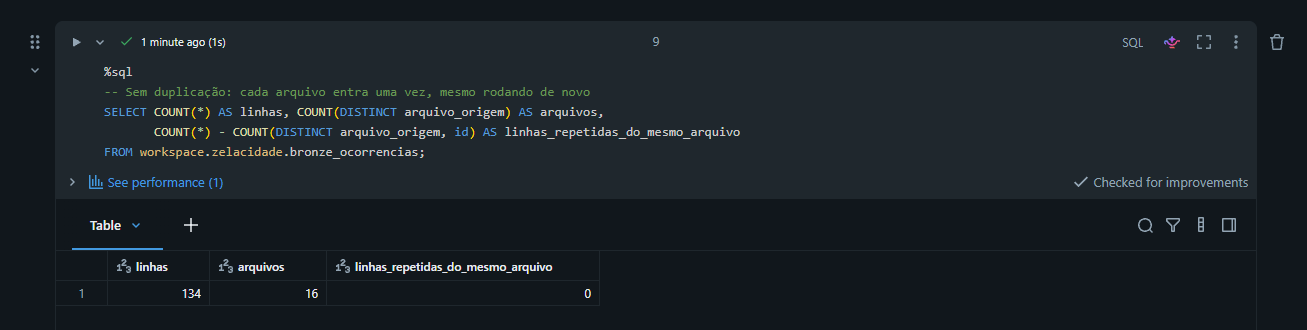 1 minute ago (1s)
9
SQL
%sql
-- Sem duplicação: cada arquivo entra uma vez, mesmo rodando de novo
SELECT COUNT(*) AS linhas, COUNT(DISTINCT arquivo_origem) AS arquivos,
COUNT(*) - COUNT(DISTINCT arquivo_origem, id) AS linhas_repetidas_do_mesmo_arquivo
FROM workspace.zelacidade.bronze_ocorrencias;
See performance (1)
Checked for improvements
Table
linhas arquivos linhas_repetidas_do_mesmo_arquivo
1 134 16 0